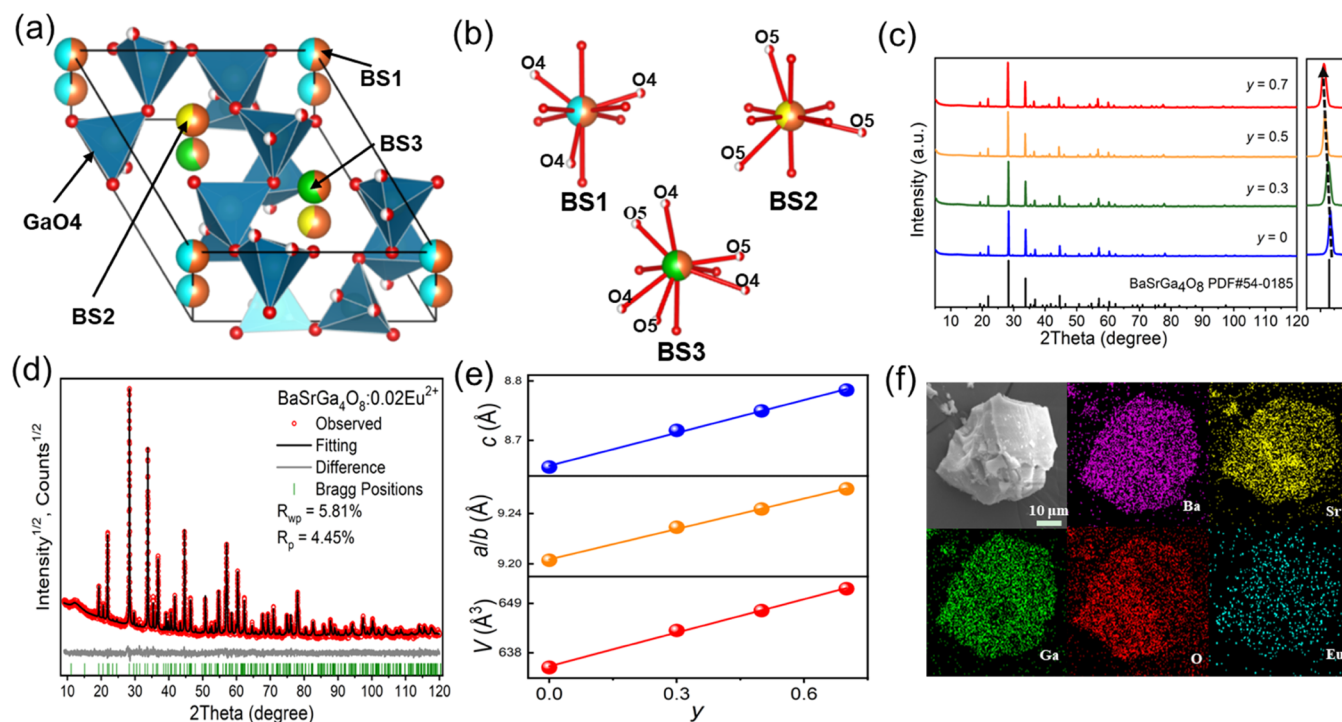 (a)
BS1
BS3
GaO4
BS2
(b)
O4
O4
O4
BS1
O5
O5
O5
BS2
O4
O5
O5
O4
O4
O5
BS3
(c)
Intensity (a.u.)
y = 0.7
y = 0.5
y = 0.3
y = 0
BaSrGa4O8 PDF#54-0185
10 20 30 40 50 60 70 80 90 100 110 120
28
2Theta (degree)
(d)
Intensity^1/2, Counts^1/2
BaSrGa4O8:0.02Eu2+
Observed
Fitting
Difference
Bragg Positions
Rwp = 5.81%
Rp = 4.45%
10 20 30 40 50 60 70 80 90 100 110 120
2Theta (degree)
(e)
c (Å)
8.8
8.7
a/b (Å)
9.24
9.20
V (Å3)
649
638
0.0 0.3 0.6
y
(f)
10 μm
Ba
Sr
Ga
O
Eu